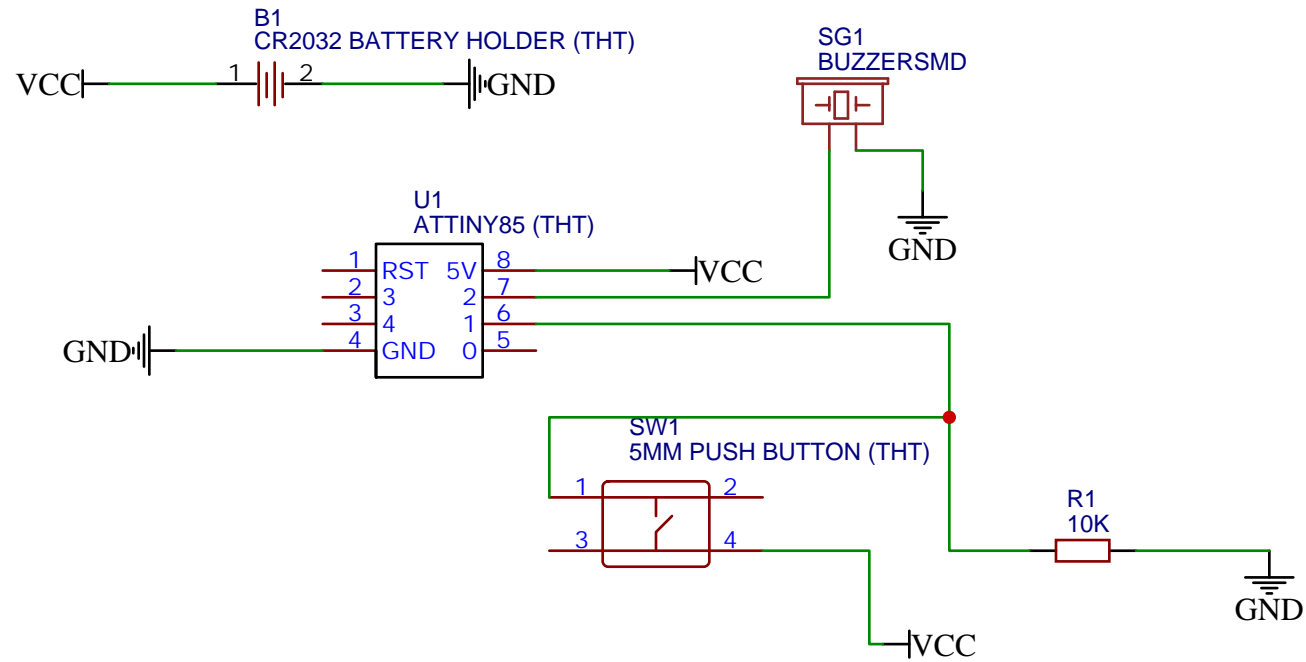 B1
CR2032 BATTERY HOLDER (THT)
VCC 1 2 GND
SG1
BUZZERSMD
GND
U1
ATTINY85 (THT)
1 RST 5V 8 VCC
2 3 2 7
3 4 1 6
GND 4 GND 0 5
SW1
5MM PUSH BUTTON (THT)
1 2
3 4
R1
10K
GND
VCC